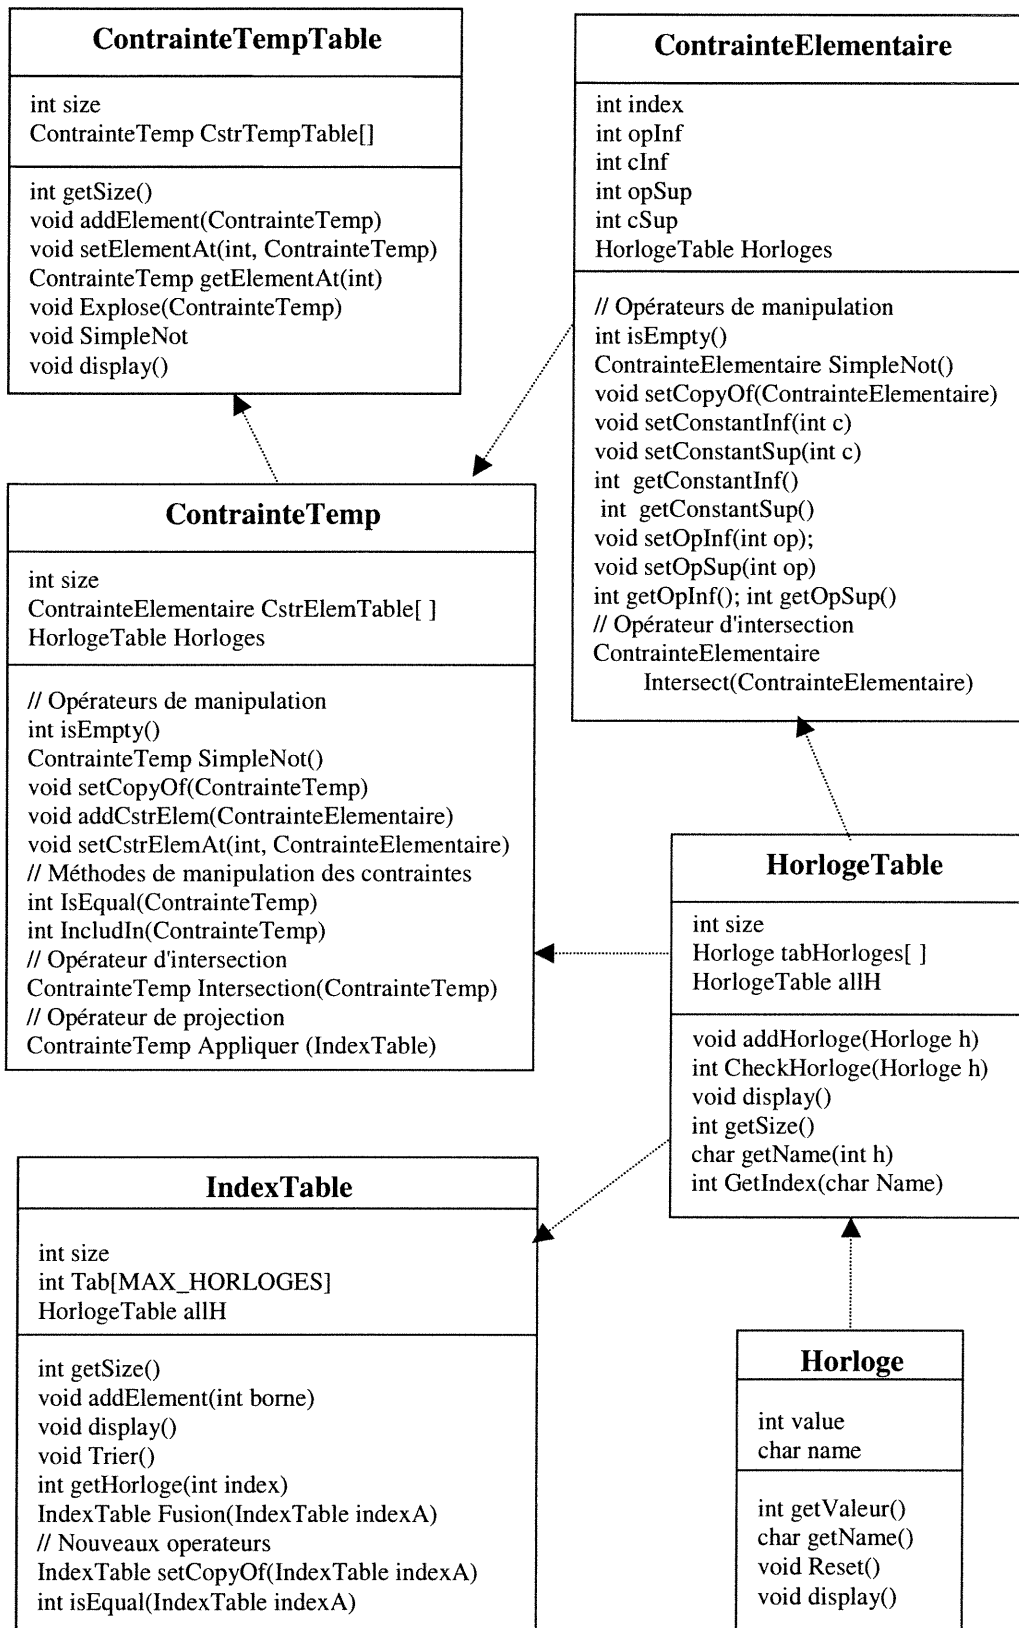 ContrainteTempTable
int size
ContrainteTemp CstrTempTable[]
int getSize()
void addElement(ContrainteTemp)
void setElementAt(int, ContrainteTemp)
ContrainteTemp getElementAt(int)
void Explose(ContrainteTemp)
void SimpleNot
void display()
ContrainteElementaire
int index
int opInf
int cInf
int opSup
int cSup
HorlogeTable Horloges
// Opérateurs de manipulation
int isEmpty()
ContrainteElementaire SimpleNot()
void setCopyOf(ContrainteElementaire)
void setConstantInf(int c)
void setConstantSup(int c)
int getConstantInf()
int getConstantSup()
void setOpInf(int op);
void setOpSup(int op)
int getOpInf(); int getOpSup()
// Opérateur d'intersection
ContrainteElementaire
Intersect(ContrainteElementaire)
ContrainteTemp
int size
ContrainteElementaire CstrElemTable[ ]
HorlogeTable Horloges
// Opérateurs de manipulation
int isEmpty()
ContrainteTemp SimpleNot()
void setCopyOf(ContrainteTemp)
void addCstrElem(ContrainteElementaire)
void setCstrElemAt(int, ContrainteElementaire)
// Méthodes de manipulation des contraintes
int IsEqual(ContrainteTemp)
int IncludIn(ContrainteTemp)
// Opérateur d'intersection
ContrainteTemp Intersection(ContrainteTemp)
// Opérateur de projection
ContrainteTemp Appliquer (IndexTable)
HorlogeTable
int size
Horloge tabHorloges[ ]
HorlogeTable allH
void addHorloge(Horloge h)
int CheckHorloge(Horloge h)
void display()
int getSize()
char getName(int h)
int GetIndex(char Name)
IndexTable
int size
int Tab[MAX_HORLOGES]
HorlogeTable allH
int getSize()
void addElement(int borne)
void display()
void Trier()
int getHorloge(int index)
IndexTable Fusion(IndexTable indexA)
// Nouveaux operateurs
IndexTable setCopyOf(IndexTable indexA)
int isEqual(IndexTable indexA)
Horloge
int value
char name
int getValeur()
char getName()
void Reset()
void display()